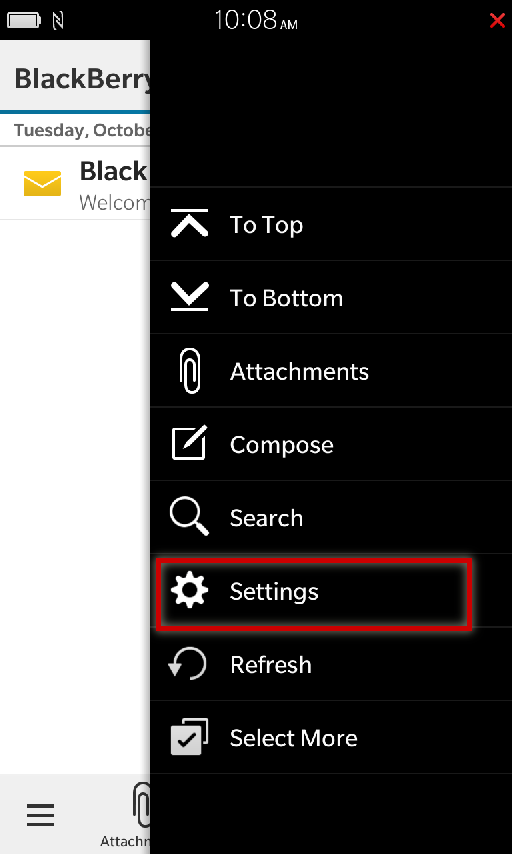 10:08 AM
BlackBerry
Tuesday, Octobe
Black
Welcom
To Top
To Bottom
Attachments
Compose
Search
Settings
Refresh
Select More
Attachm